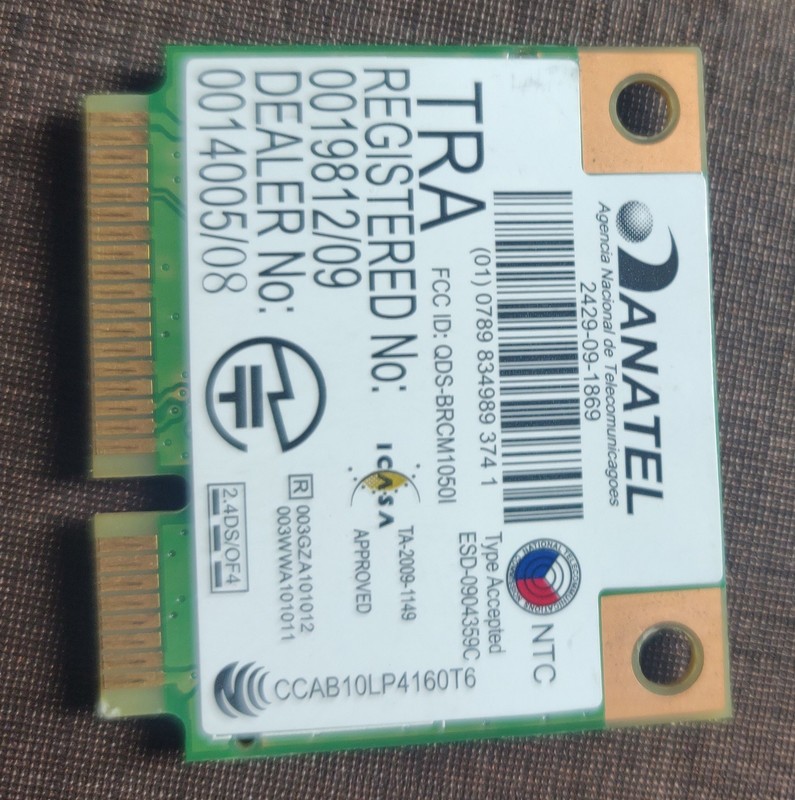 ANATEL
Agencia Nacional de Telecomunicagoes
2429-09-1869
(01) 0789 834989 374 1
TRA
REGISTERED No:
0019812/09
DEALER No:
0014005/08
FCC ID: QDS-BRCM1050I
NTC
Type Accepted
ESD-0904359C
ICASA
TA-2009-1149
APPROVED
R 003GZA101012
003WWA101011
2.4DS/OF4
CCAB10LP4160T6